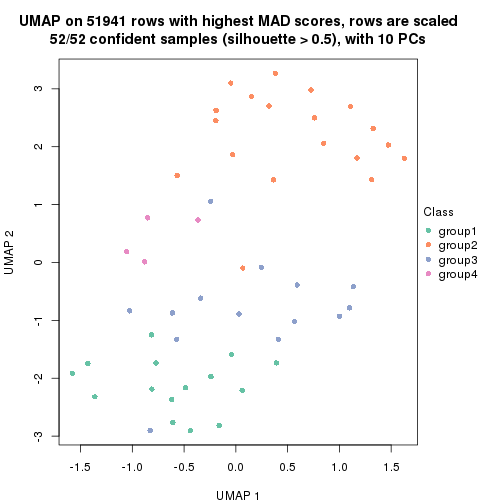 UMAP on 51941 rows with highest MAD scores, rows are scaled
52/52 confident samples (silhouette > 0.5), with 10 PCs
3
2
1
0
-1
-2
-3
UMAP 2
-1.5 -1.0 -0.5 0.0 0.5 1.0 1.5
UMAP 1
Class
group1
group2
group3
group4